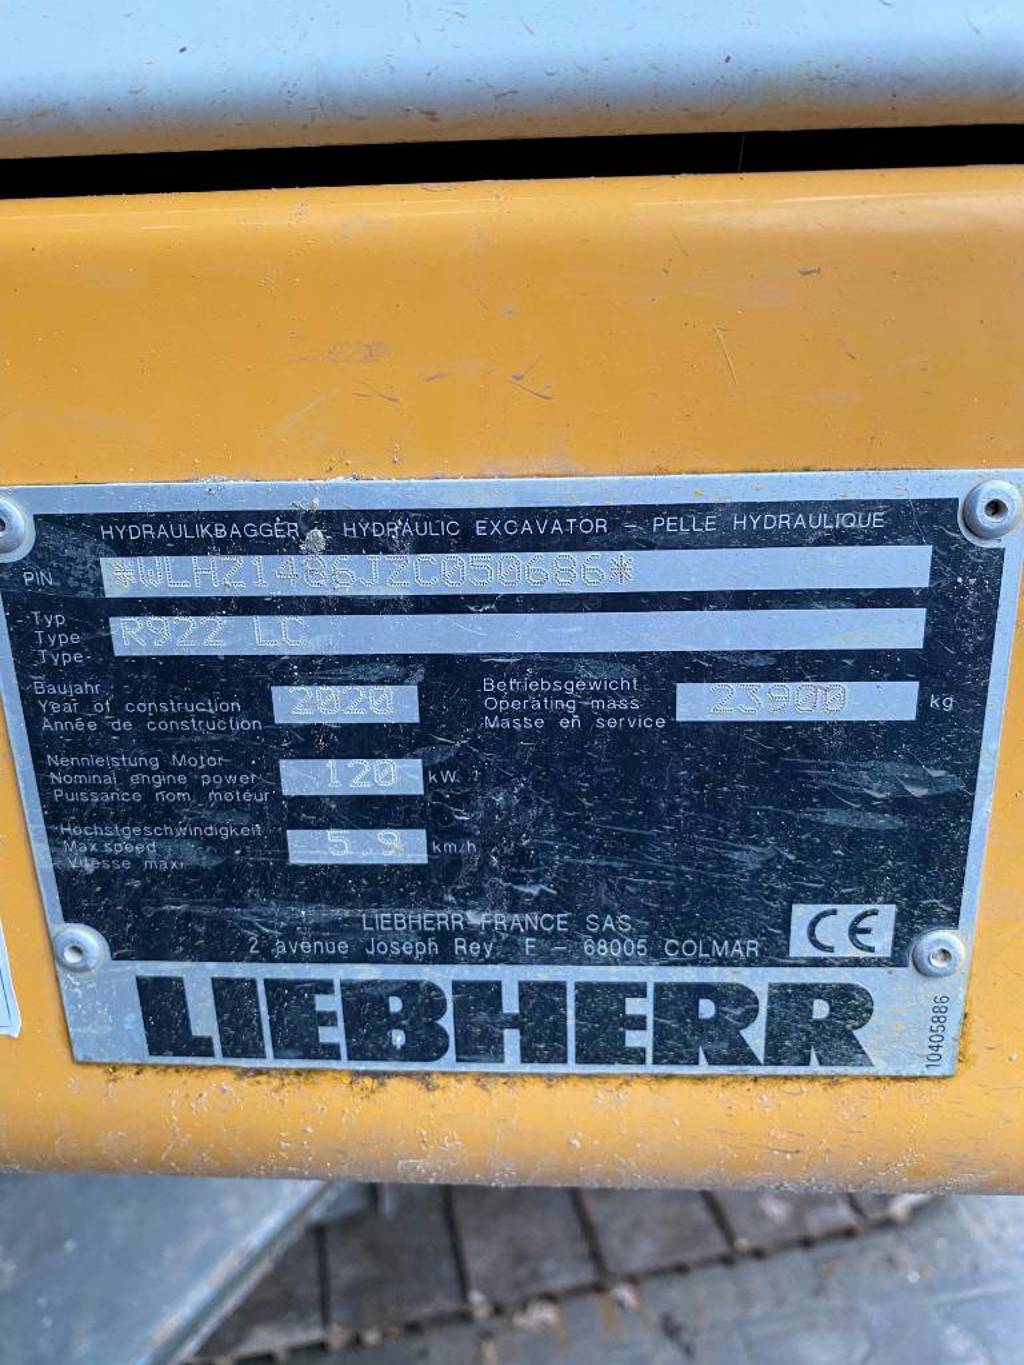 HYDRAULIKBAGGER - HYDRAULIC EXCAVATOR - PELLE HYDRAULIQUE
PIN *WLHZ1486JZC050686*
Typ
Type
Type
R922 LC
Baujahr
Year of construction
Année de construction
2020
Betriebsgewicht
Operating mass
Masse en service
23900 kg
Nennleistung Motor
Nominal engine power
Puissance nom. moteur
120 kW
Höchstgeschwindigkeit
Max speed
Vitesse maxi
5.9 km/h
LIEBHERR-FRANCE SAS
2 avenue Joseph Rey F - 68005 COLMAR
CE
LIEBHERR
10405886